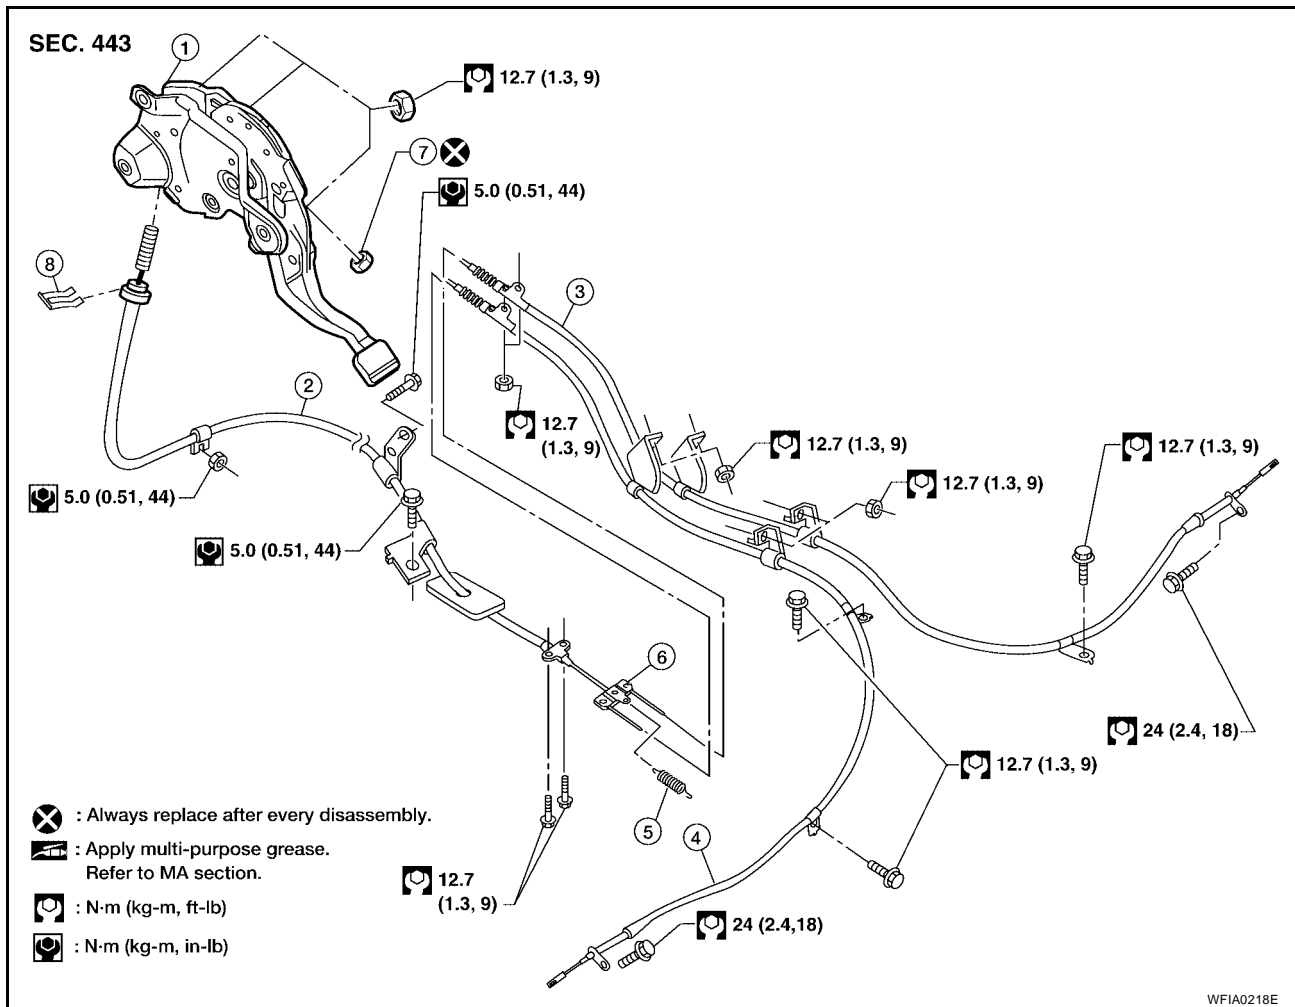 SEC. 443
1
12.7 (1.3, 9)
7
5.0 (0.51, 44)
8
3
2
12.7
(1.3, 9)
12.7 (1.3, 9)
12.7 (1.3, 9)
12.7 (1.3, 9)
5.0 (0.51, 44)
5.0 (0.51, 44)
6
24 (2.4, 18)
12.7 (1.3, 9)
5
4
12.7
(1.3, 9)
24 (2.4,18)
: Always replace after every disassembly.
: Apply multi-purpose grease.
Refer to MA section.
: N·m (kg-m, ft-lb)
: N·m (kg-m, in-lb)
WFIA0218E